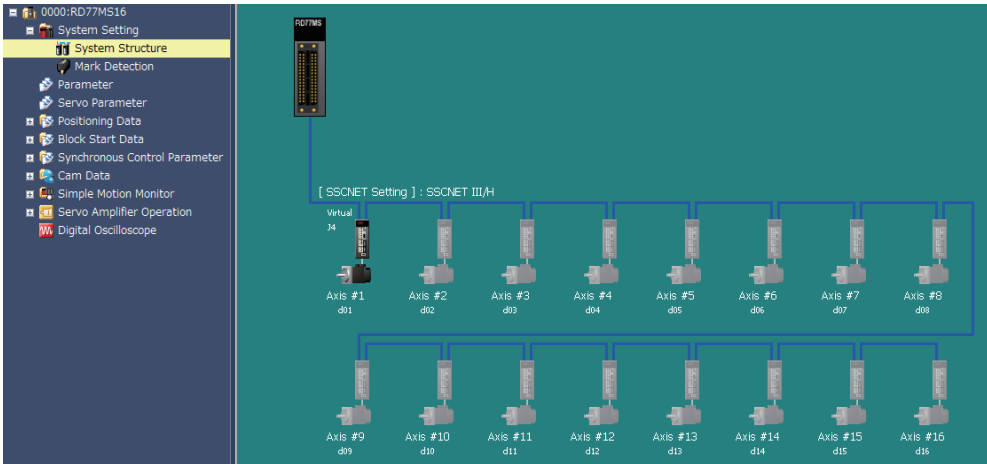 0000:RD77MS16
System Setting
System Structure
Mark Detection
Parameter
Servo Parameter
Positioning Data
Block Start Data
Synchronous Control Parameter
Cam Data
Simple Motion Monitor
Servo Amplifier Operation
Digital Oscilloscope
RD77MS
[ SSCNET Setting ] : SSCNET III/H
Virtual
J4
Axis #1 Axis #2 Axis #3 Axis #4 Axis #5 Axis #6 Axis #7 Axis #8
d01 d02 d03 d04 d05 d06 d07 d08
Axis #9 Axis #10 Axis #11 Axis #12 Axis #13 Axis #14 Axis #15 Axis #16
d09 d10 d11 d12 d13 d14 d15 d16